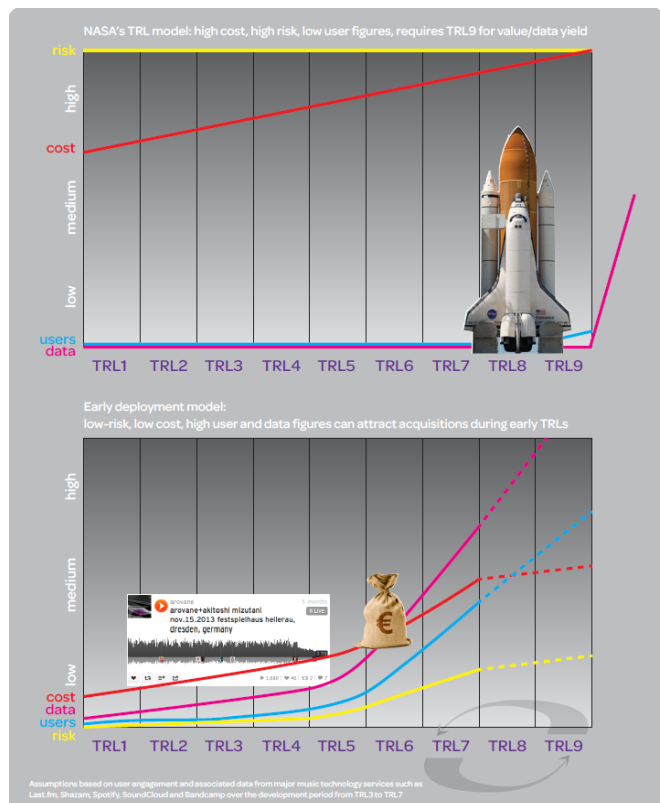 NASA's TRL model: high cost, high risk, low user figures, requires TRL9 for value/data yield
risk
high
cost
medium
low
users
data
TRL1 TRL2 TRL3 TRL4 TRL5 TRL6 TRL7 TRL8 TRL9
Early deployment model:
low-risk, low cost, high user and data figures can attract acquisitions during early TRLs
high
medium
arovane
5 months
arovane+akitoshi mizutani
Live
nov.15.2013 festspielhaus hellerau,
dresden, germany
€
low
cost
data
users
risk
TRL1 TRL2 TRL3 TRL4 TRL5 TRL6 TRL7 TRL8 TRL9
Assumptions based on user engagement and associated data from major music technology services such as
Last.fm, Shazam, Spotify, SoundCloud and Bandcamp over the development period from TRL3 to TRL7